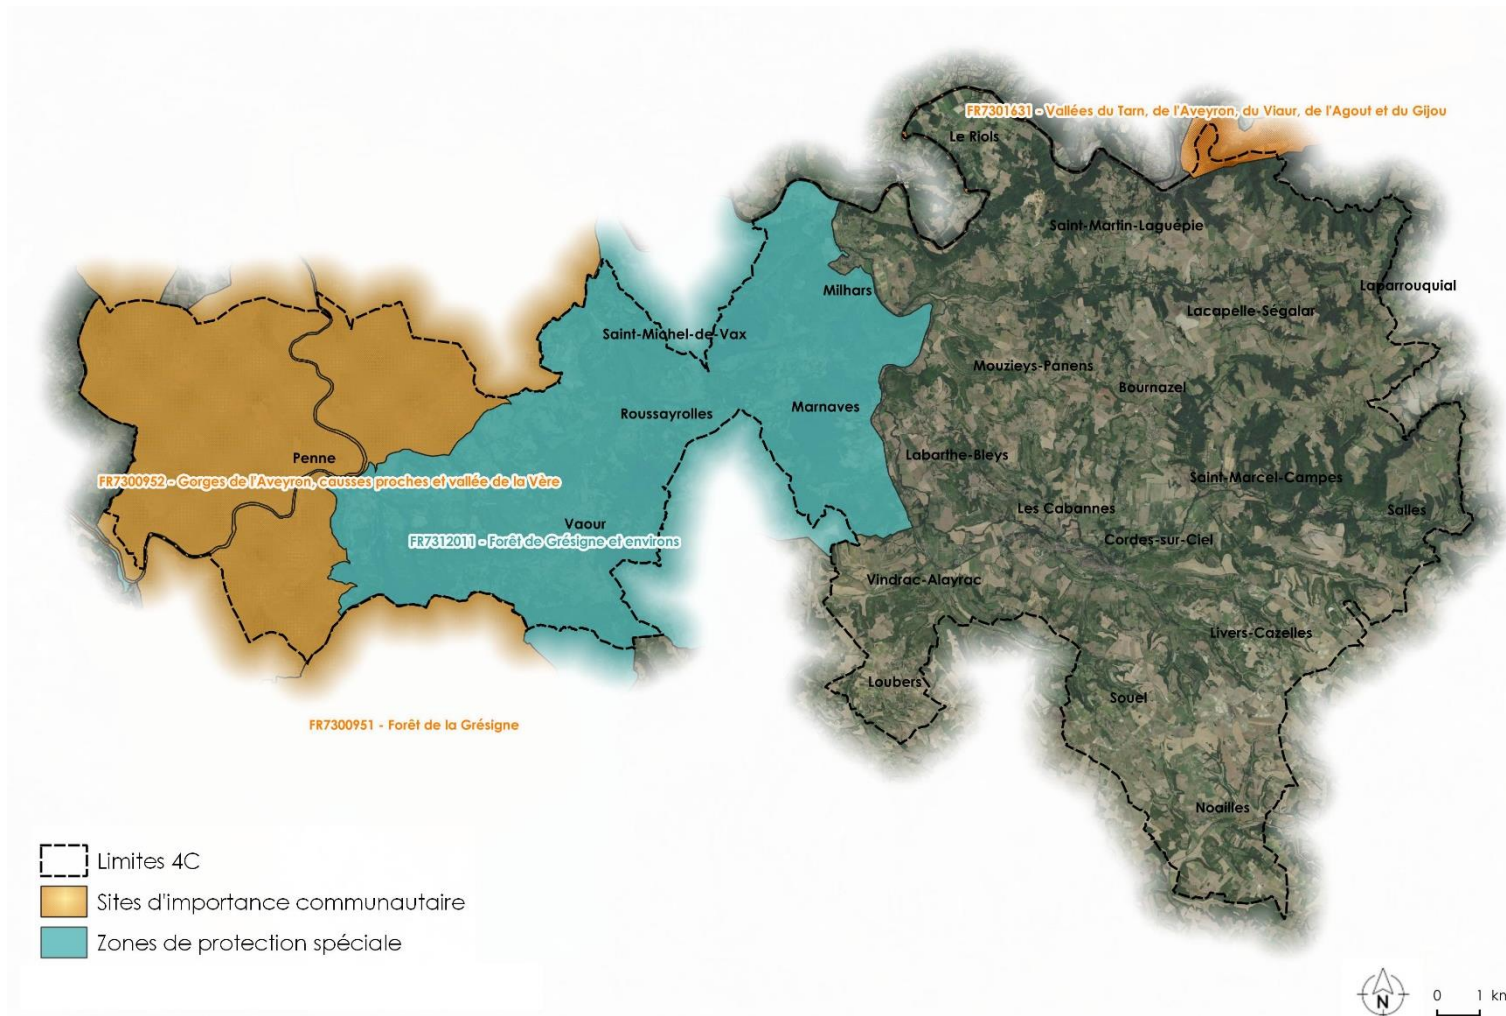 FR7301631 - Vallées du Tarn, de l'Aveyron, du Viaur, de l'Agout et du Gijou
Le Riols
Saint-Martin-Laguépie
Milhars
Laparrouquial
Lacapelle-Ségalar
Saint-Michel-de-Vax
Mouzieys-Panens
Bournazel
Roussayrolles
Marnaves
Penne
Labarthe-Bleys
FR7300952 - Gorges de l'Aveyron, causses proches et vallée de la Vère
Saint-Marcel-Campes
Les Cabannes
Salles
Vaour
FR7312011 - Forêt de Grésigne et environs
Cordes-sur-Ciel
Vindrac-Alayrac
Livers-Cazelles
Loubers
Souel
FR7300951 - Forêt de la Grésigne
Noailles
Limites 4C
Sites d'importance communautaire
Zones de protection spéciale
N
0 1 km